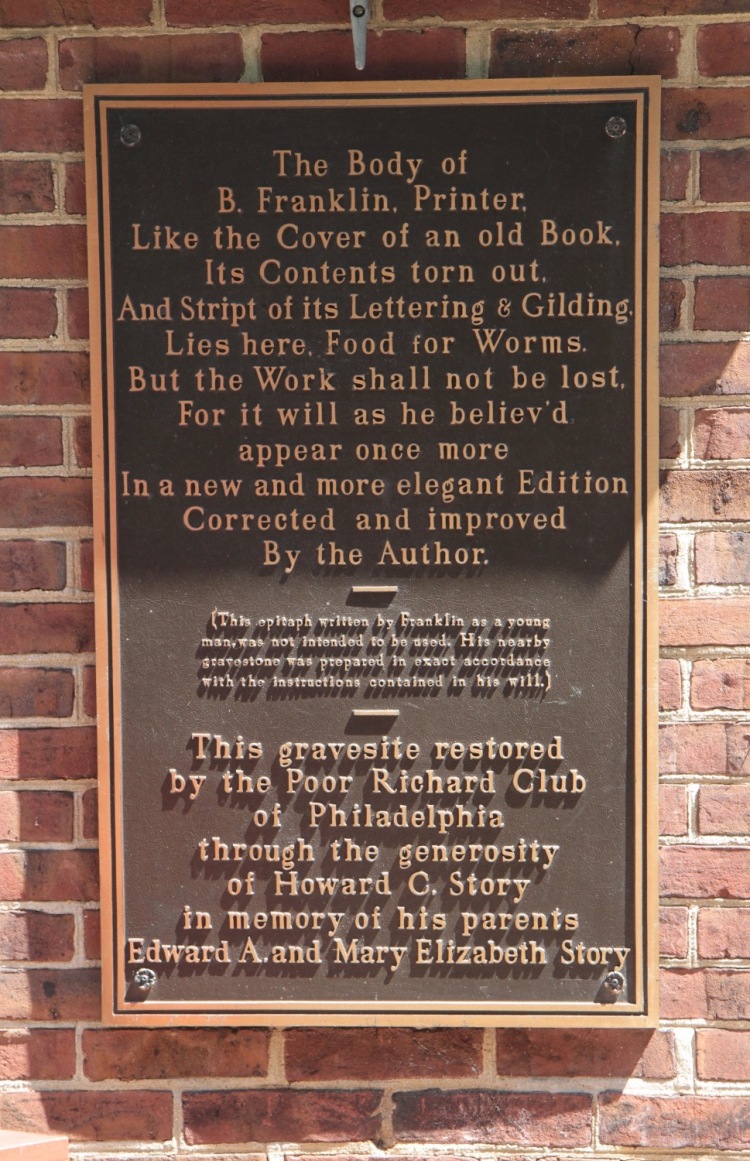 The Body of
B. Franklin, Printer,
Like the Cover of an old Book,
Its Contents torn out,
And Stript of its Lettering & Gilding,
Lies here, Food for Worms.
But the Work shall not be lost,
For it will as he believ'd
appear once more
In a new and more elegant Edition
Corrected and improved
By the Author.
(This epitaph written by Franklin as a young
man, was not intended to be used. His nearby
gravestone was prepared in exact accordance
with the instructions contained in his will.)
This gravesite restored
by the Poor Richard Club
of Philadelphia
through the generosity
of Howard C. Story
in memory of his parents
Edward A. and Mary Elizabeth Story